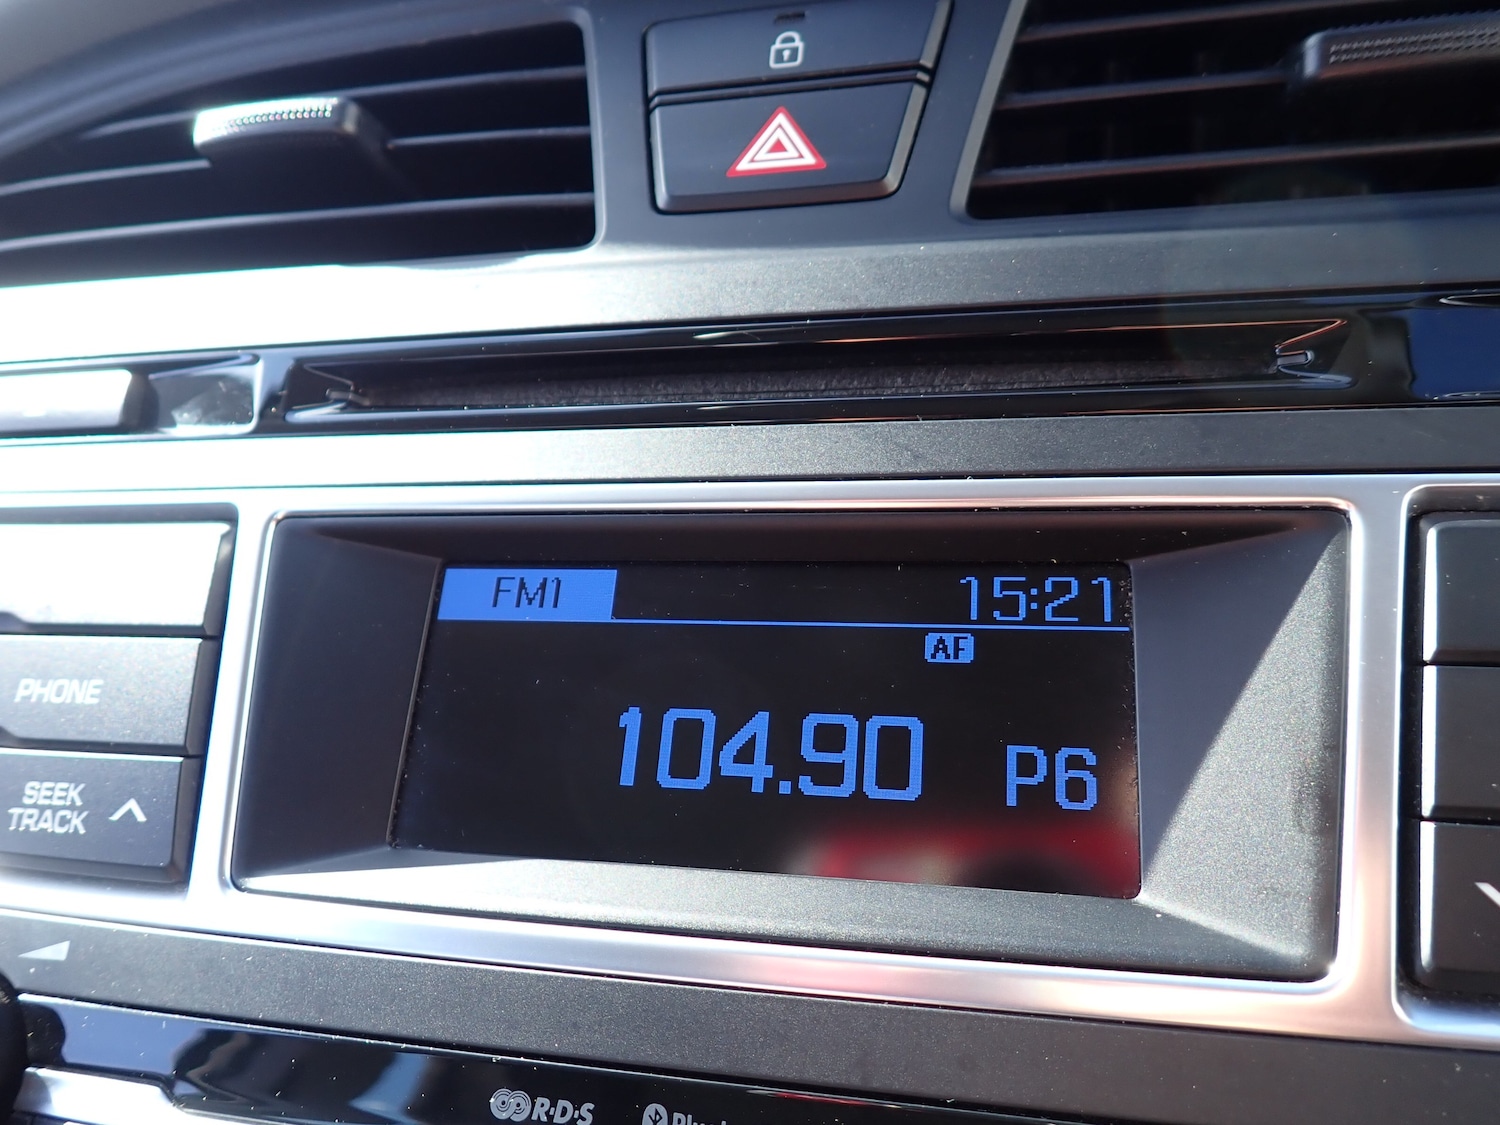 FM1 15:21
AF
104.90 P6
PHONE
SEEK
TRACK
R·D·S